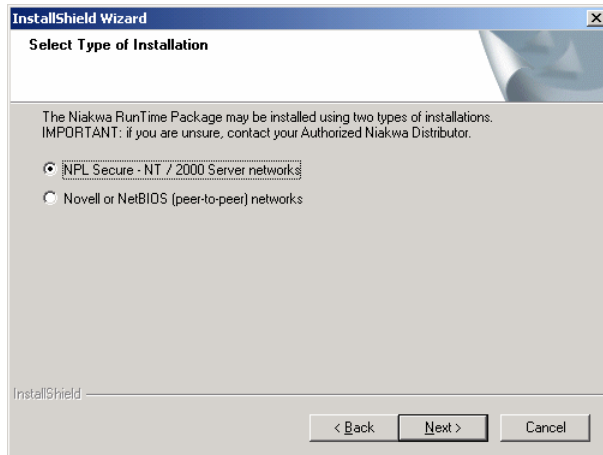 InstallShield Wizard
Select Type of Installation
The Niakwa RunTime Package may be installed using two types of installations.
IMPORTANT: if you are unsure, contact your Authorized Niakwa Distributor.
NPL Secure - NT / 2000 Server networks
Novell or NetBIOS (peer-to-peer) networks
InstallShield
< Back Next > Cancel